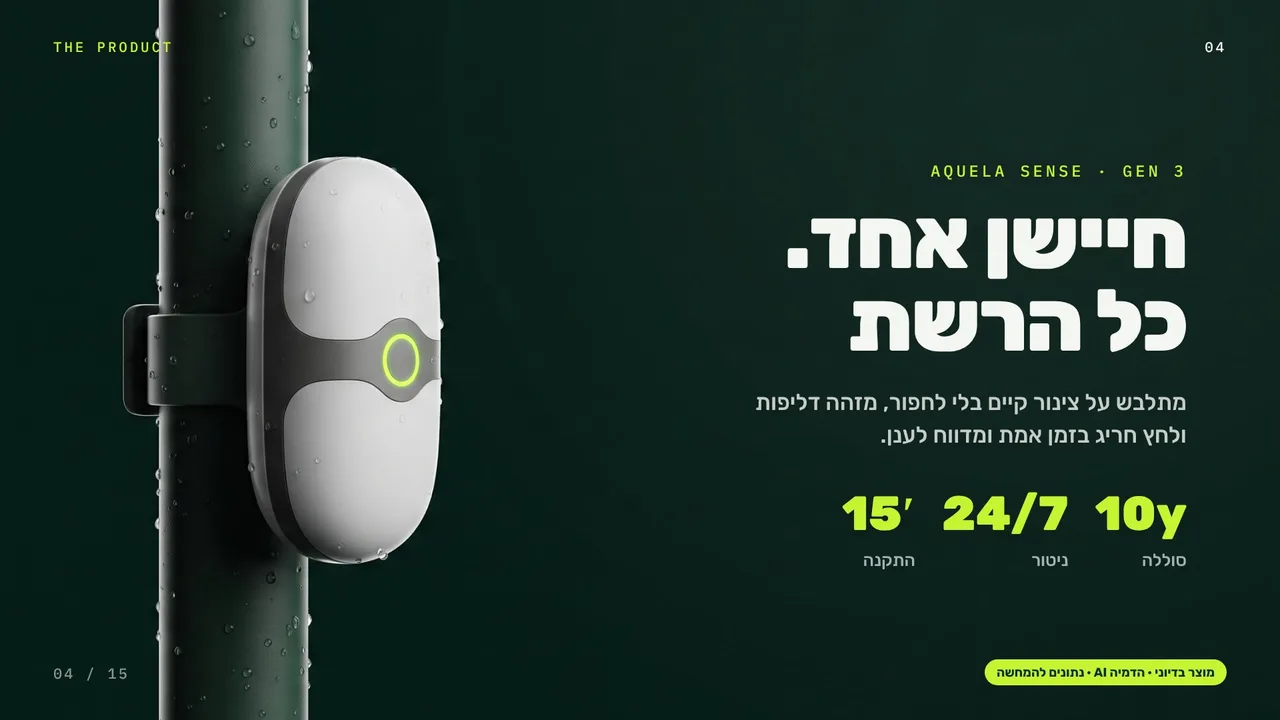 THE PRODUCT
04
AQUELA SENSE · GEN 3
חיישן אחד.
כל הרשת
מתלבש על צינור קיים בלי לחפור, מזהה דליפות
ולחץ חריג בזמן אמת ומדווח לענן.
10y
24/7
15′
סוללה
ניטור
התקנה
04 / 15
מוצר בדיוני · הדמיה AI · נתונים להמחשה